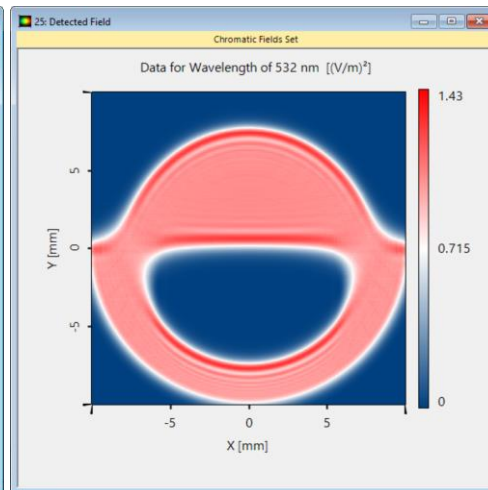 25: Detected Field
Chromatic Fields Set
Data for Wavelength of 532 nm [(V/m)²]
1.43
0.715
0
Y [mm]
5
0
-5
-5
0
5
X [mm]